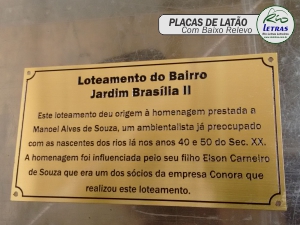 PLAÇAS DE LATÃO
Com Baixo Relevo
Rio
LETRAS
Loteamento do Bairro
Jardim Brasília II
Este loteamento deu origem à homenagem prestada a
Manoel Alves de Souza, um ambientalista já preocupado
com as nascentes dos rios lá nos anos 40 e 50 do Sec. XX.
A homenagem foi influenciada pelo seu filho Elson Carneiro
de Souza que era um dos sócios da empresa Conora que
realizou este loteamento.